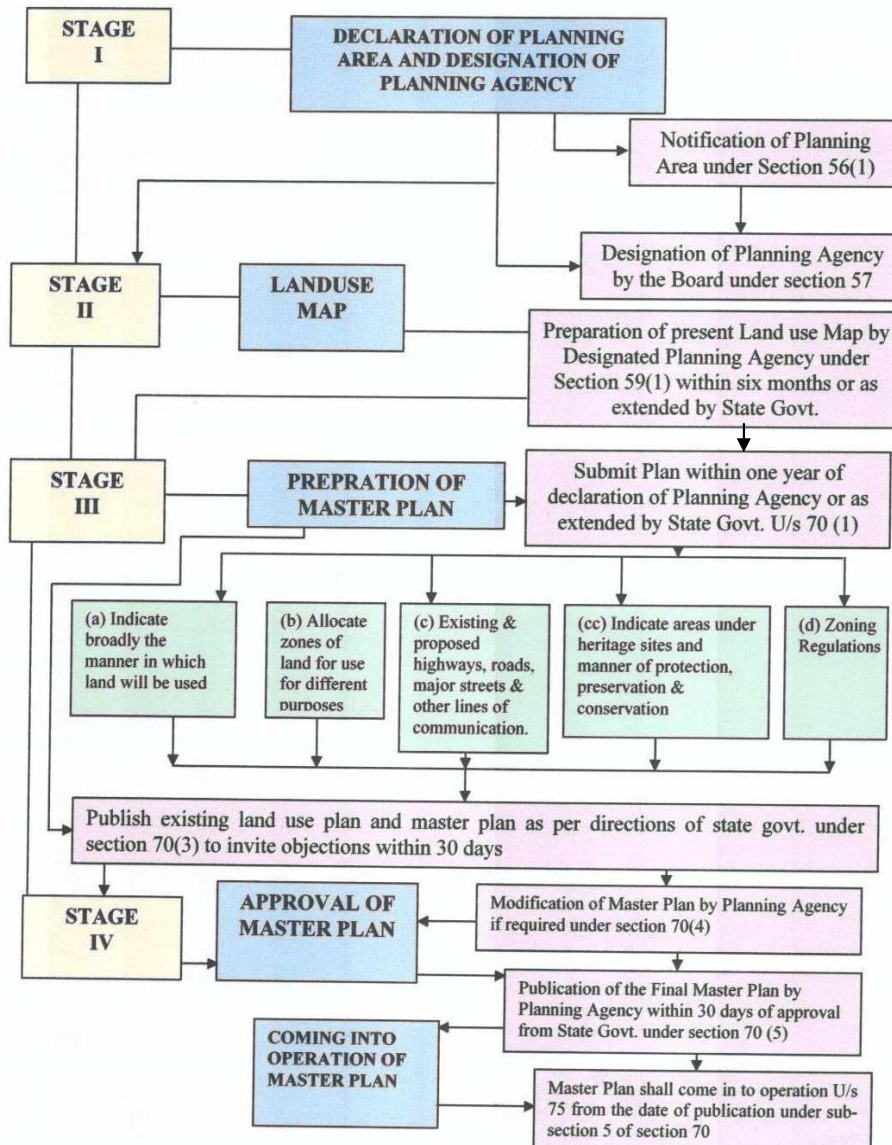 STAGE
I
DECLARATION OF PLANNING
AREA AND DESIGNATION OF
PLANNING AGENCY
Notification of Planning
Area under Section 56(1)
Designation of Planning Agency
by the Board under section 57
STAGE
II
LANDUSE
MAP
Preparation of present Land use Map by
Designated Planning Agency under
Section 59(1) within six months or as
extended by State Govt.
STAGE
III
PREPRATION OF
MASTER PLAN
Submit Plan within one year of
declaration of Planning Agency or as
extended by State Govt. U/s 70 (1)
(a) Indicate
broadly the
manner in which
land will be used
(b) Allocate
zones of
land for use
for different
purposes
(c) Existing &
proposed
highways, roads,
major streets &
other lines of
communication.
(cc) Indicate areas under
heritage sites and
manner of protection,
preservation &
conservation
(d) Zoning
Regulations
Publish existing land use plan and master plan as per directions of state govt. under
section 70(3) to invite objections within 30 days
STAGE
IV
APPROVAL OF
MASTER PLAN
Modification of Master Plan by Planning Agency
if required under section 70(4)
Publication of the Final Master Plan by
Planning Agency within 30 days of approval
from State Govt. under section 70 (5)
COMING INTO
OPERATION OF
MASTER PLAN
Master Plan shall come in to operation U/s
75 from the date of publication under sub-
section 5 of section 70